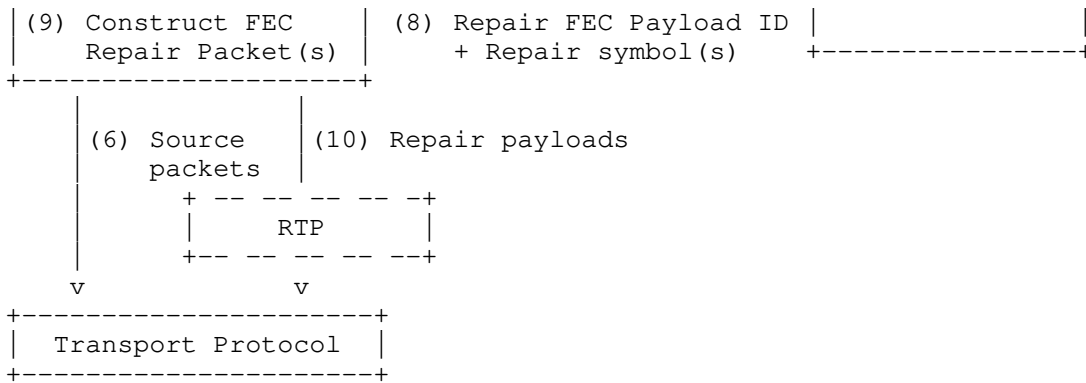 (9) Construct FEC (8) Repair FEC Payload ID
Repair Packet(s) + Repair symbol(s)
(6) Source (10) Repair payloads
packets
RTP
v v
Transport Protocol